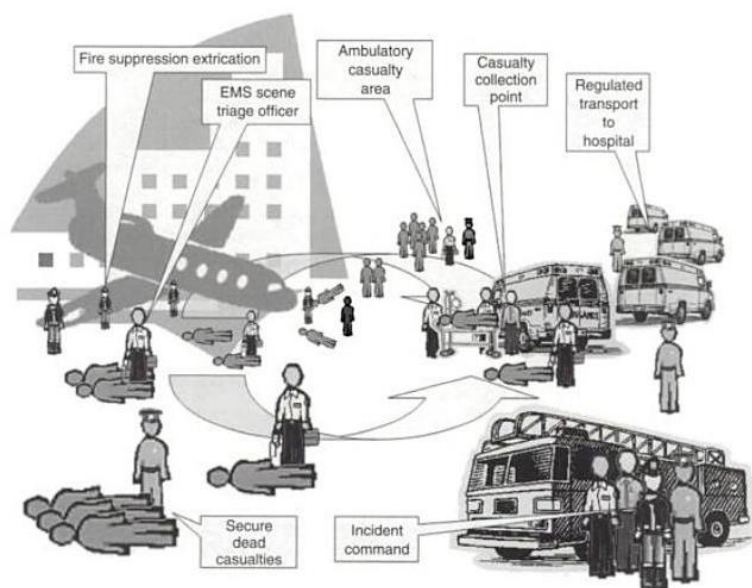 Fire suppression extrication
EMS scene
triage officer
Ambulatory
casualty
area
Casualty
collection
point
Regulated
transport
to
hospital
Secure
dead
casualties
Incident
command